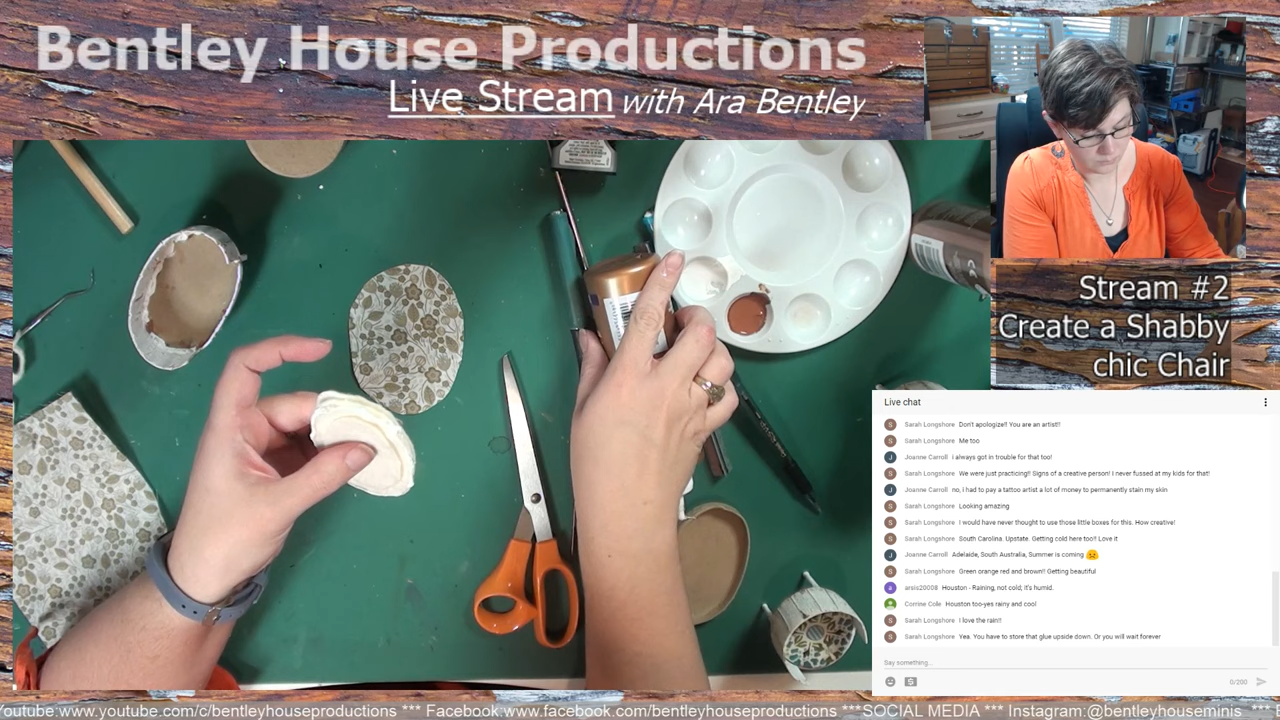 Bentley House Productions
Live Stream with Ara Bentley
Stream #2
Create a Shabby
chic Chair
Live chat
S Sarah Longshore Don't apologize!! You are an artist!!
S Sarah Longshore Me too
J Joanne Carroll i always got in trouble for that too!
S Sarah Longshore We were just practicing!! Signs of a creative person! I never fussed at my kids for that!
J Joanne Carroll no, i had to pay a tattoo artist a lot of money to permanently stain my skin
S Sarah Longshore Looking amazing
S Sarah Longshore I would have never thought to use those little boxes for this. How creative!
S Sarah Longshore South Carolina. Upstate. Getting cold here too!! Love it
J Joanne Carroll Adelaide, South Australia, Summer is coming
S Sarah Longshore Green orange red and brown!! Getting beautiful
a arsis20008 Houston - Raining, not cold; it's humid.
Corrine Cole Houston too-yes rainy and cool
S Sarah Longshore I love the rain!!
S Sarah Longshore Yea. You have to store that glue upside down. Or you will wait forever
Say something...
0/200
Youtube:www.youtube.com/c/bentleyhouseproductions *** Facebook:www.facebook.com/bentleyhouseproductions ***SOCIAL MEDIA *** Instagram:@bentleyhouseminis ***